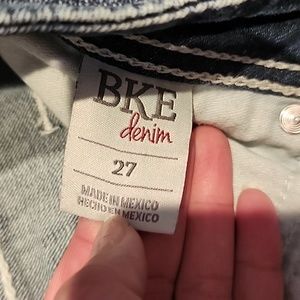 BKE
denim
27
MADE IN MEXICO
HECHO EN MEXICO